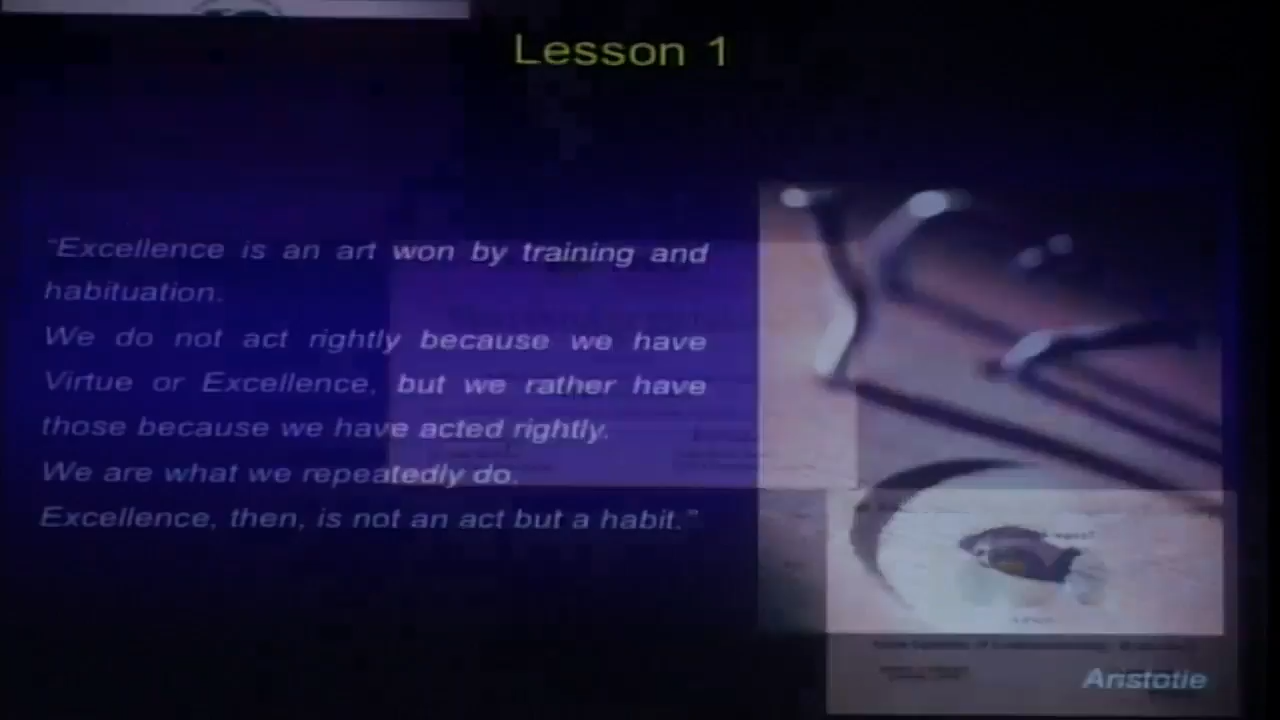 Lesson 1
"Excellence is an art won by training and
habituation.
We do not act rightly because we have
Virtue or Excellence, but we rather have
those because we have acted rightly.
We are what we repeatedly do.
Excellence, then, is not an act but a habit."
Aristotle